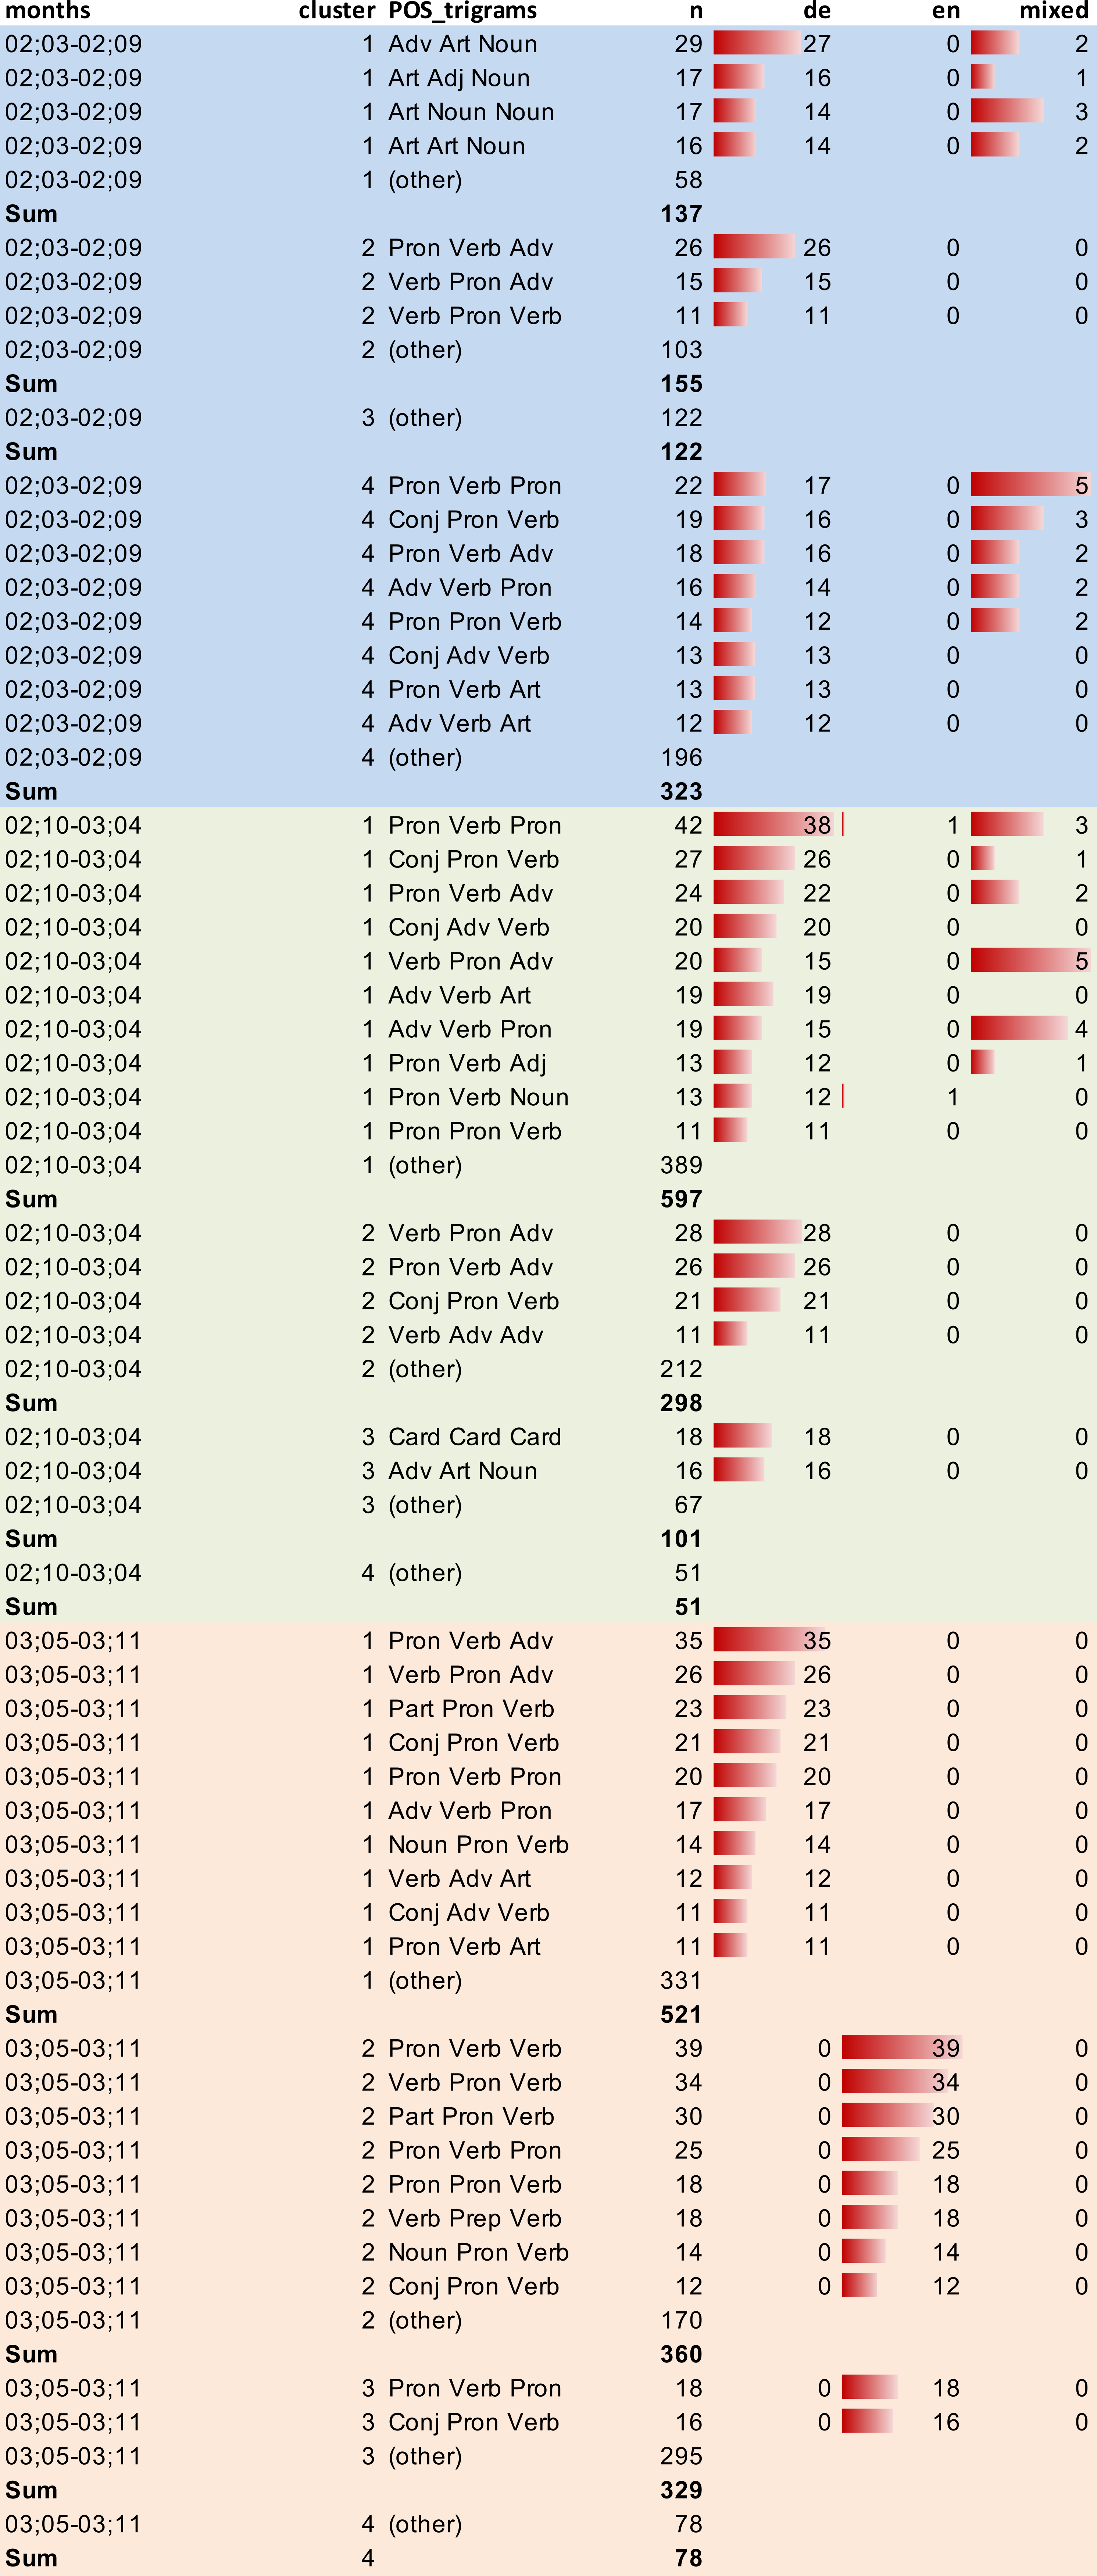 months cluster POS_trigrams n de en mixed
02;03-02;09 1 Adv Art Noun 29 27 0 2
02;03-02;09 1 Art Adj Noun 17 16 0 1
02;03-02;09 1 Art Noun Noun 17 14 0 3
02;03-02;09 1 Art Art Noun 16 14 0 2
02;03-02;09 1 (other) 58
Sum 137
02;03-02;09 2 Pron Verb Adv 26 26 0 0
02;03-02;09 2 Verb Pron Adv 15 15 0 0
02;03-02;09 2 Verb Pron Verb 11 11 0 0
02;03-02;09 2 (other) 103
Sum 155
02;03-02;09 3 (other) 122
Sum 122
02;03-02;09 4 Pron Verb Pron 22 17 0 5
02;03-02;09 4 Conj Pron Verb 19 16 0 3
02;03-02;09 4 Pron Verb Adv 18 16 0 2
02;03-02;09 4 Adv Verb Pron 16 14 0 2
02;03-02;09 4 Pron Pron Verb 14 12 0 2
02;03-02;09 4 Conj Adv Verb 13 13 0 0
02;03-02;09 4 Pron Verb Art 13 13 0 0
02;03-02;09 4 Adv Verb Art 12 12 0 0
02;03-02;09 4 (other) 196
Sum 323
02;10-03;04 1 Pron Verb Pron 42 38 1 3
02;10-03;04 1 Conj Pron Verb 27 26 0 1
02;10-03;04 1 Pron Verb Adv 24 22 0 2
02;10-03;04 1 Conj Adv Verb 20 20 0 0
02;10-03;04 1 Verb Pron Adv 20 15 0 5
02;10-03;04 1 Adv Verb Art 19 19 0 0
02;10-03;04 1 Adv Verb Pron 19 15 0 4
02;10-03;04 1 Pron Verb Adj 13 12 0 1
02;10-03;04 1 Pron Verb Noun 13 12 1 0
02;10-03;04 1 Pron Pron Verb 11 11 0 0
02;10-03;04 1 (other) 389
Sum 597
02;10-03;04 2 Verb Pron Adv 28 28 0 0
02;10-03;04 2 Pron Verb Adv 26 26 0 0
02;10-03;04 2 Conj Pron Verb 21 21 0 0
02;10-03;04 2 Verb Adv Adv 11 11 0 0
02;10-03;04 2 (other) 212
Sum 298
02;10-03;04 3 Card Card Card 18 18 0 0
02;10-03;04 3 Adv Art Noun 16 16 0 0
02;10-03;04 3 (other) 67
Sum 101
02;10-03;04 4 (other) 51
Sum 51
03;05-03;11 1 Pron Verb Adv 35 35 0 0
03;05-03;11 1 Verb Pron Adv 26 26 0 0
03;05-03;11 1 Part Pron Verb 23 23 0 0
03;05-03;11 1 Conj Pron Verb 21 21 0 0
03;05-03;11 1 Pron Verb Pron 20 20 0 0
03;05-03;11 1 Adv Verb Pron 17 17 0 0
03;05-03;11 1 Noun Pron Verb 14 14 0 0
03;05-03;11 1 Verb Adv Art 12 12 0 0
03;05-03;11 1 Conj Adv Verb 11 11 0 0
03;05-03;11 1 Pron Verb Art 11 11 0 0
03;05-03;11 1 (other) 331
Sum 521
03;05-03;11 2 Pron Verb Verb 39 0 39 0
03;05-03;11 2 Verb Pron Verb 34 0 34 0
03;05-03;11 2 Part Pron Verb 30 0 30 0
03;05-03;11 2 Pron Verb Pron 25 0 25 0
03;05-03;11 2 Pron Pron Verb 18 0 18 0
03;05-03;11 2 Verb Prep Verb 18 0 18 0
03;05-03;11 2 Noun Pron Verb 14 0 14 0
03;05-03;11 2 Conj Pron Verb 12 0 12 0
03;05-03;11 2 (other) 170
Sum 360
03;05-03;11 3 Pron Verb Pron 18 0 18 0
03;05-03;11 3 Conj Pron Verb 16 0 16 0
03;05-03;11 3 (other) 295
Sum 329
03;05-03;11 4 (other) 78
Sum 4 78